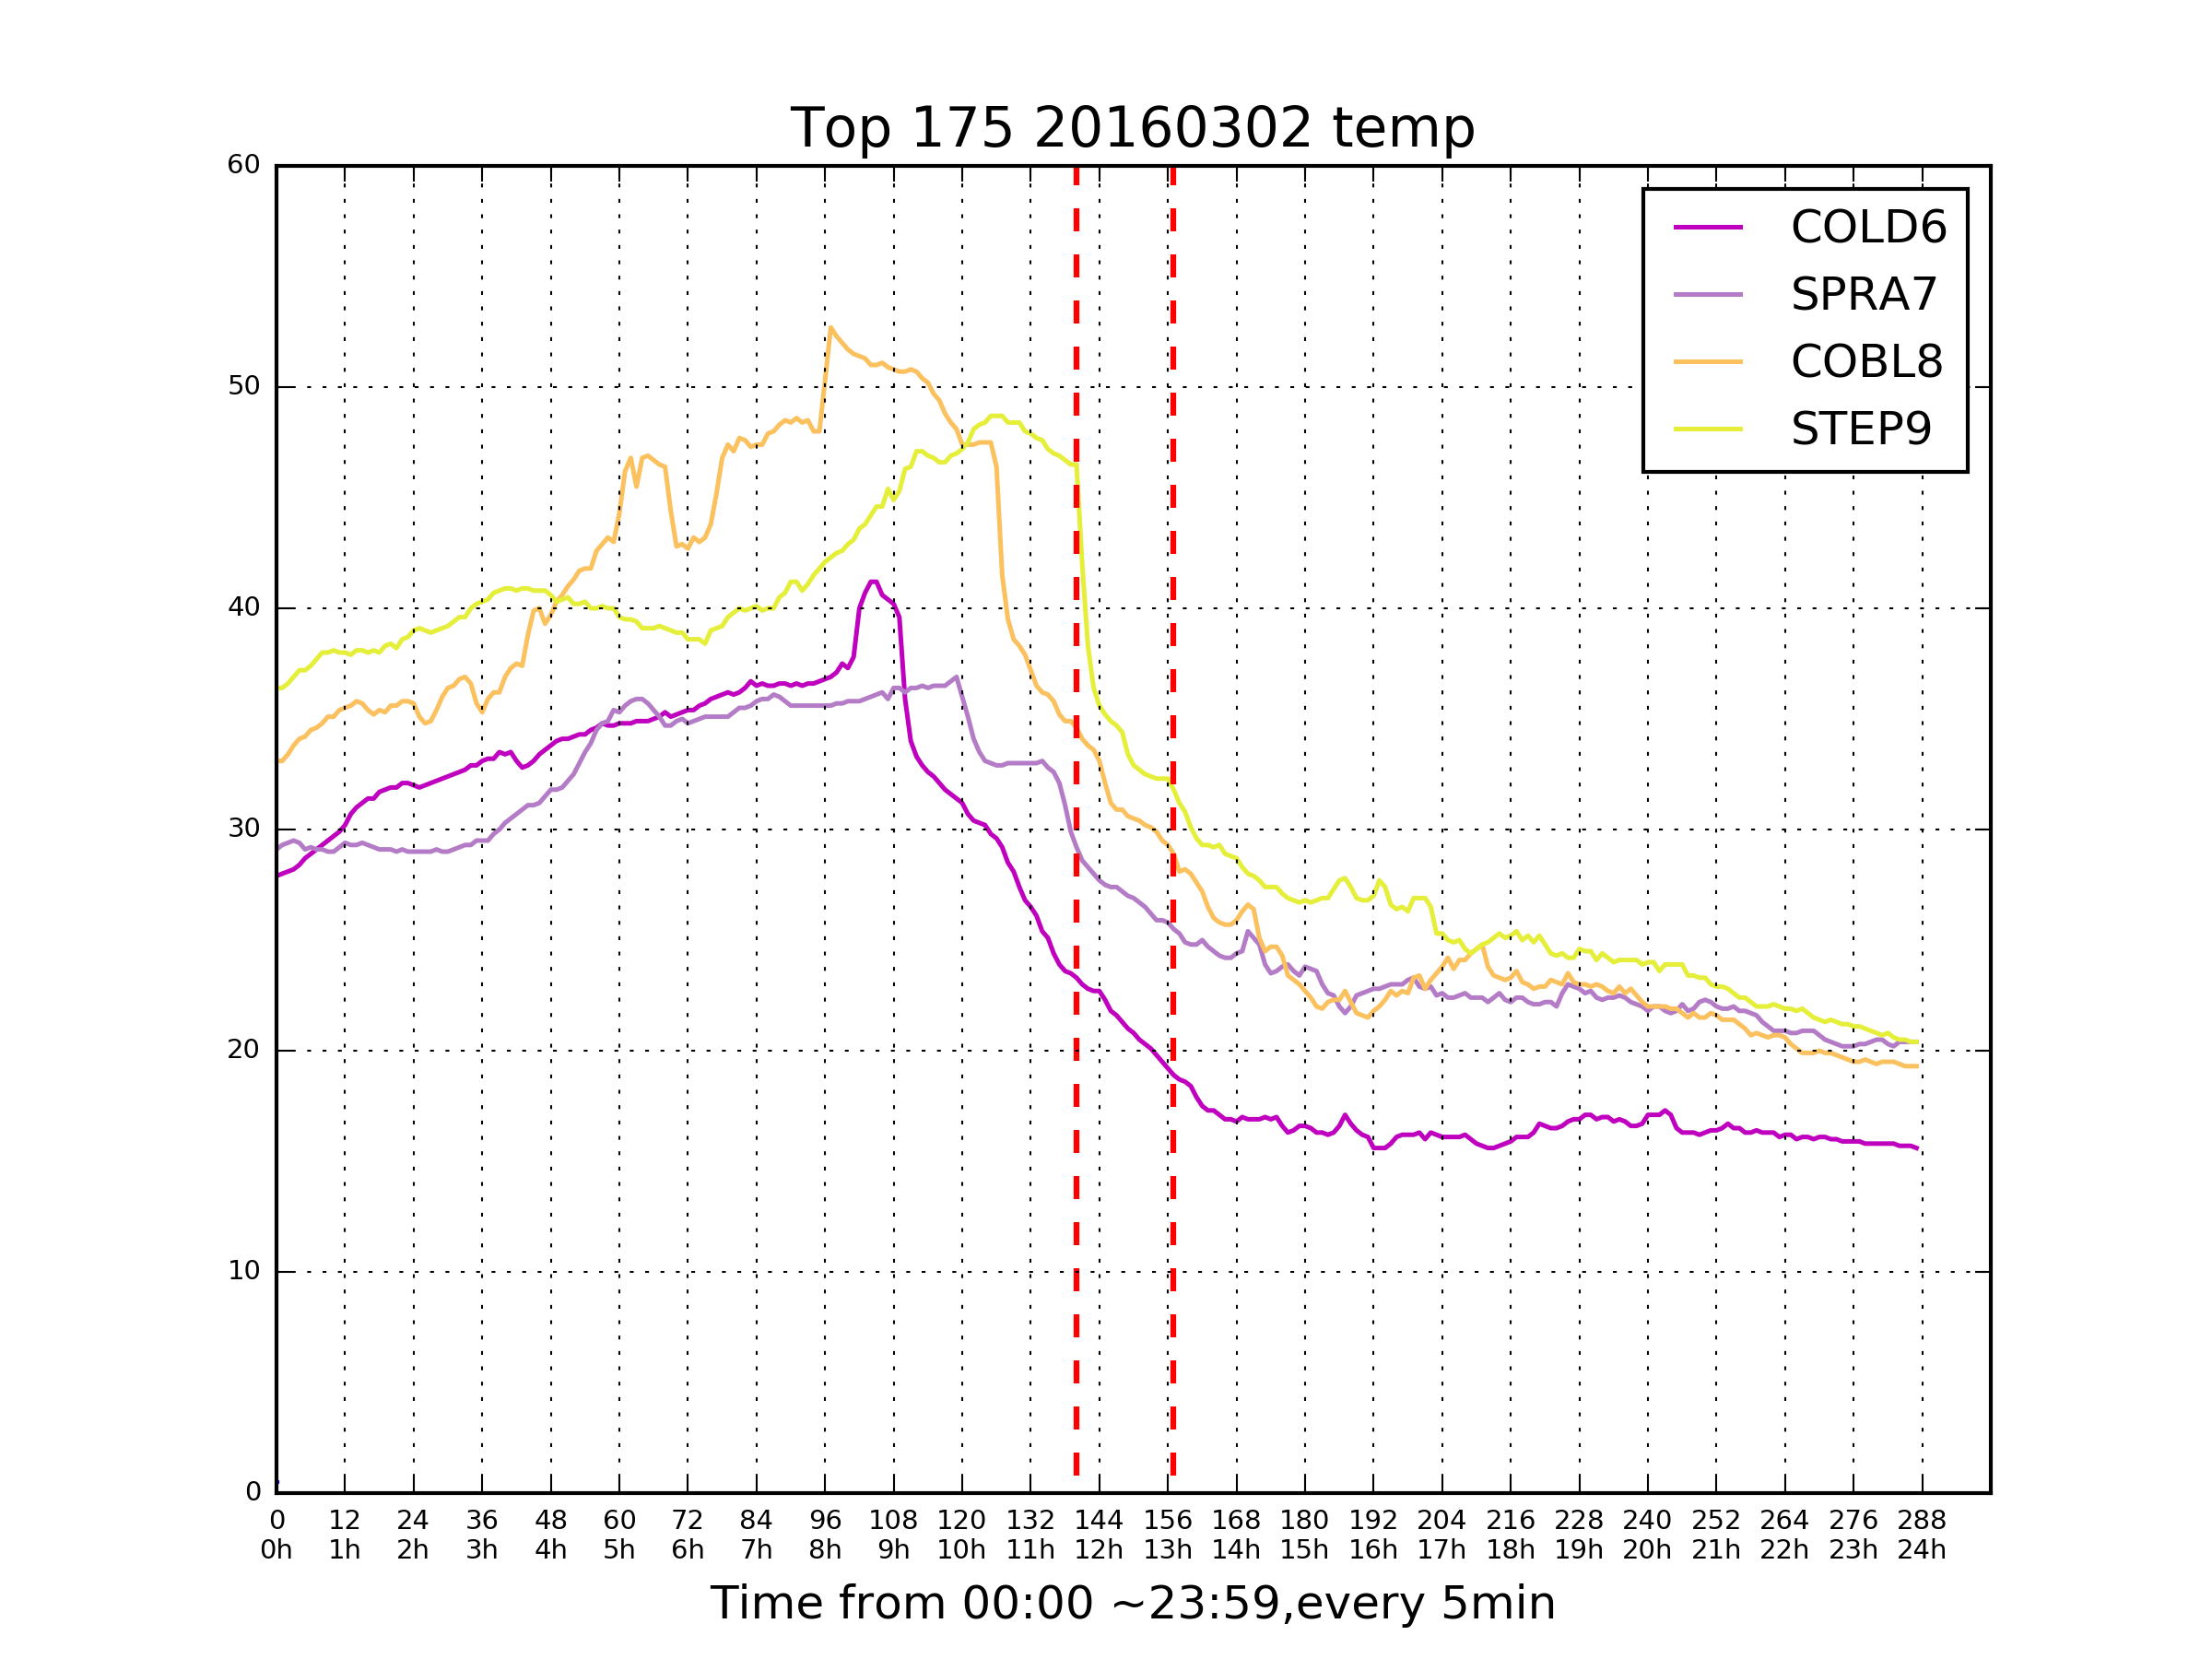 Top 175 20160302 temp
60
50
40
30
20
10
0
COLD6
SPRA7
COBL8
STEP9
0 12 24 36 48 60 72 84 96 108 120 132 144 156 168 180 192 204 216 228 240 252 264 276 288
0h 1h 2h 3h 4h 5h 6h 7h 8h 9h 10h 11h 12h 13h 14h 15h 16h 17h 18h 19h 20h 21h 22h 23h 24h
Time from 00:00 ~23:59,every 5min